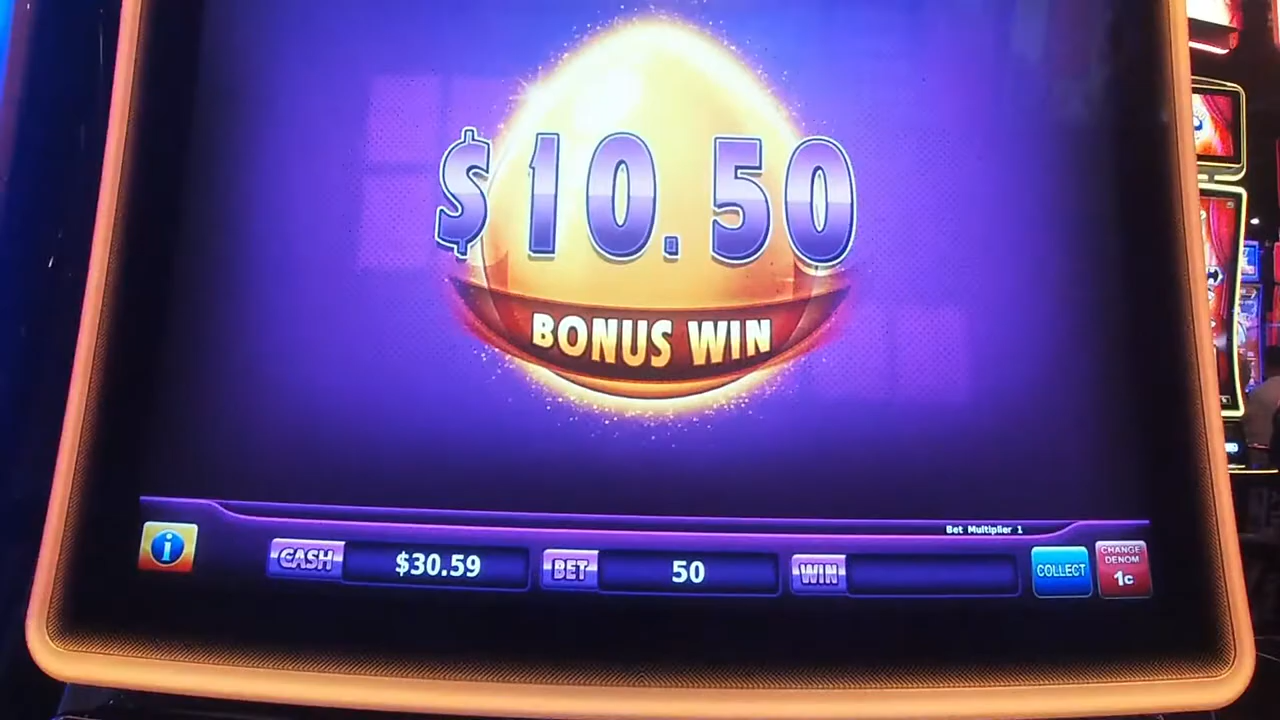 $10.50
BONUS WIN
Bet Multiplier 1
CASH $30.59 BET 50 WIN COLLECT
CHANGE
DENOM
1c